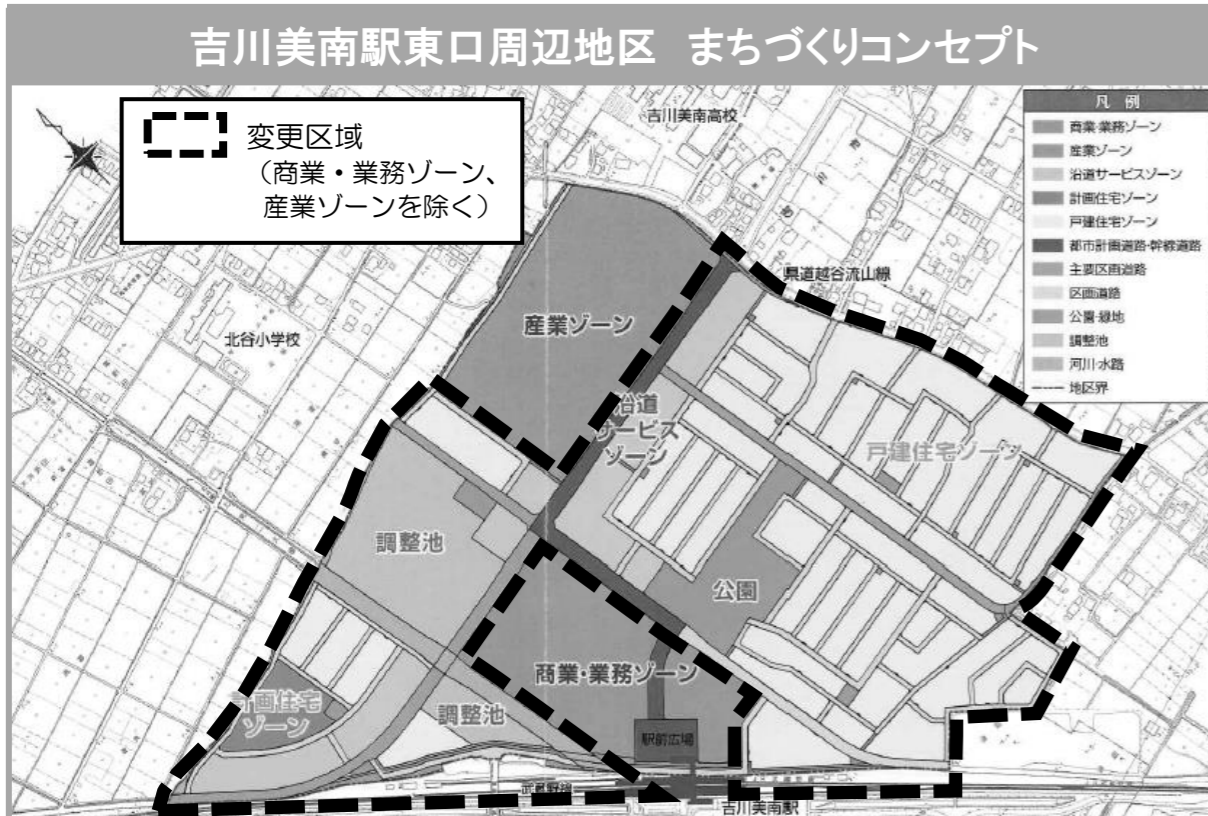 吉川美南駅東口周辺地区 まちづくりコンセプト
変更区域
(商業・業務ゾーン、
産業ゾーンを除く)
吉川美南高校
凡例
商業・業務ゾーン
産業ゾーン
沿道サービスゾーン
計画住宅ゾーン
戸建住宅ゾーン
都市計画道路・幹線道路
主要区画道路
区画道路
公園・緑地
調整池
河川・水路
地区界
県道越谷流山線
北谷小学校
産業ゾーン
沿道
サービス
ゾーン
戸建住宅ゾーン
調整池
公園
商業・業務ゾーン
計画住宅
ゾーン
調整池
駅前広場
武蔵野線
吉川美南駅